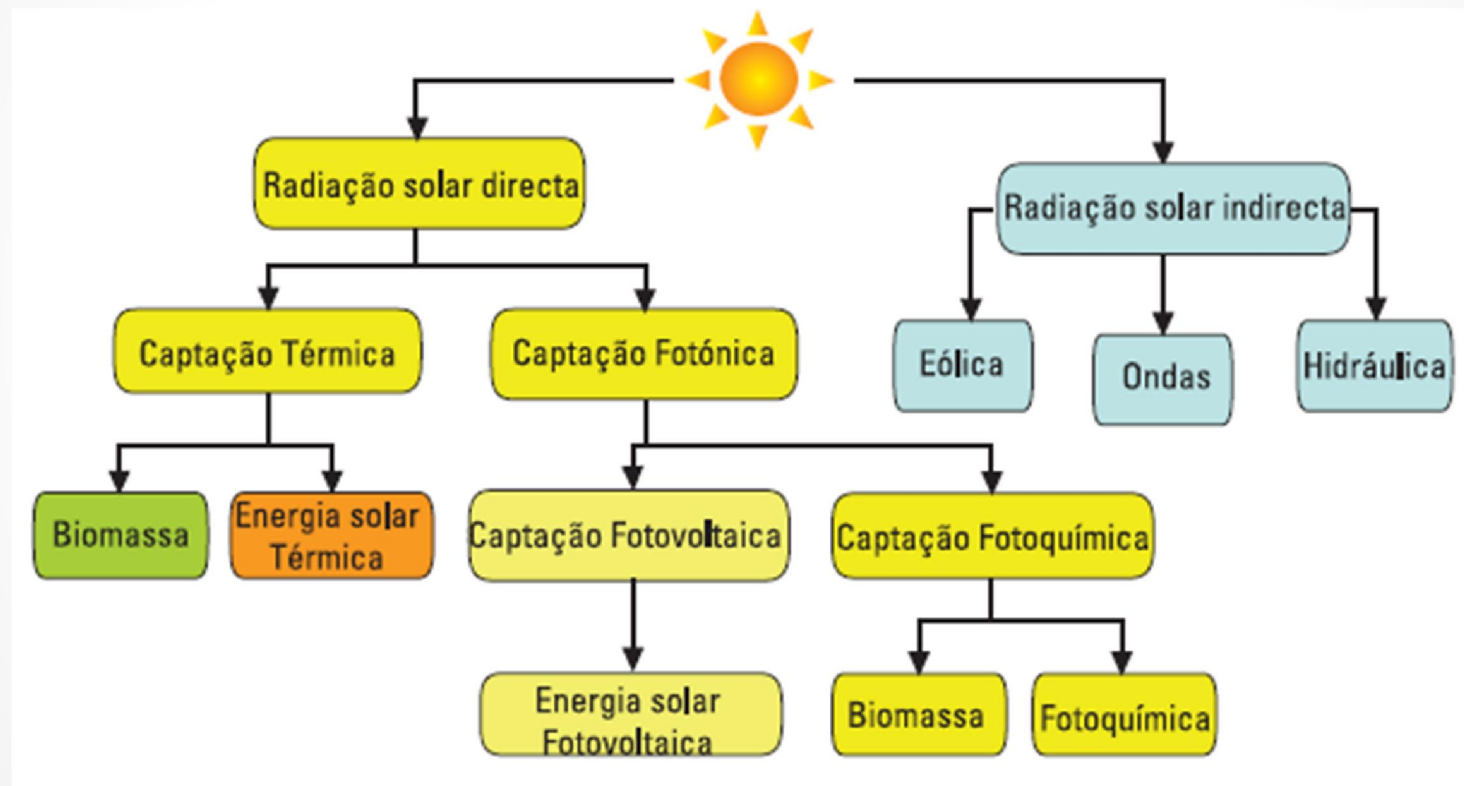 Radiação solar directa
Radiação solar indirecta
Captação Térmica
Captação Fotónica
Eólica
Ondas
Hidráulica
Biomassa
Energia solar
Térmica
Captação Fotovoltaica
Captação Fotoquímica
Energia solar
Fotovoltaica
Biomassa
Fotoquímica